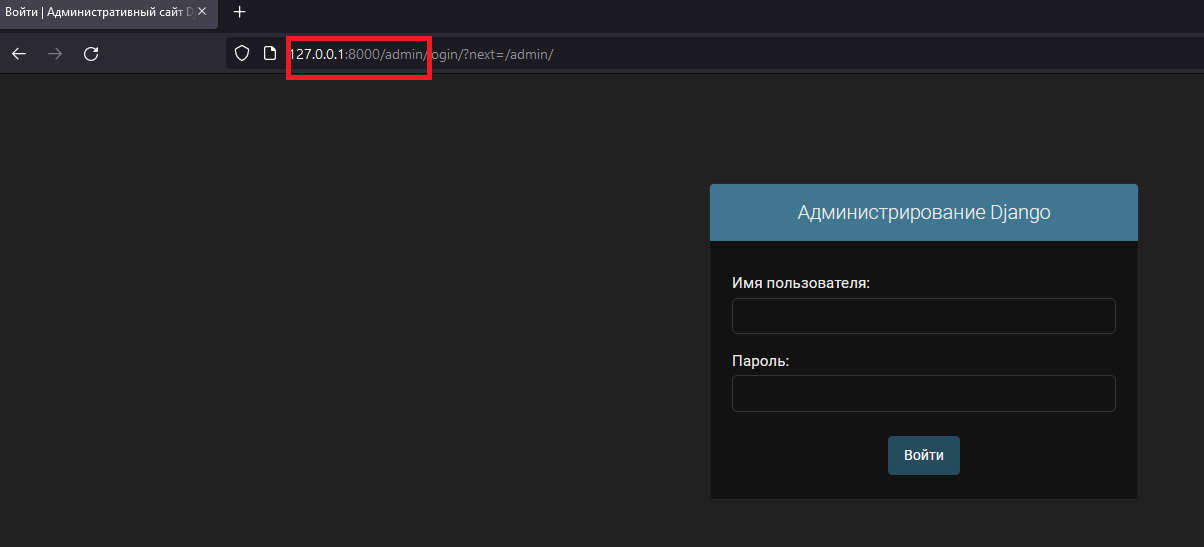 Войти | Административный сайт D
127.0.0.1:8000/admin/login/?next=/admin/
Администрирование Django
Имя пользователя:
Пароль:
Войти